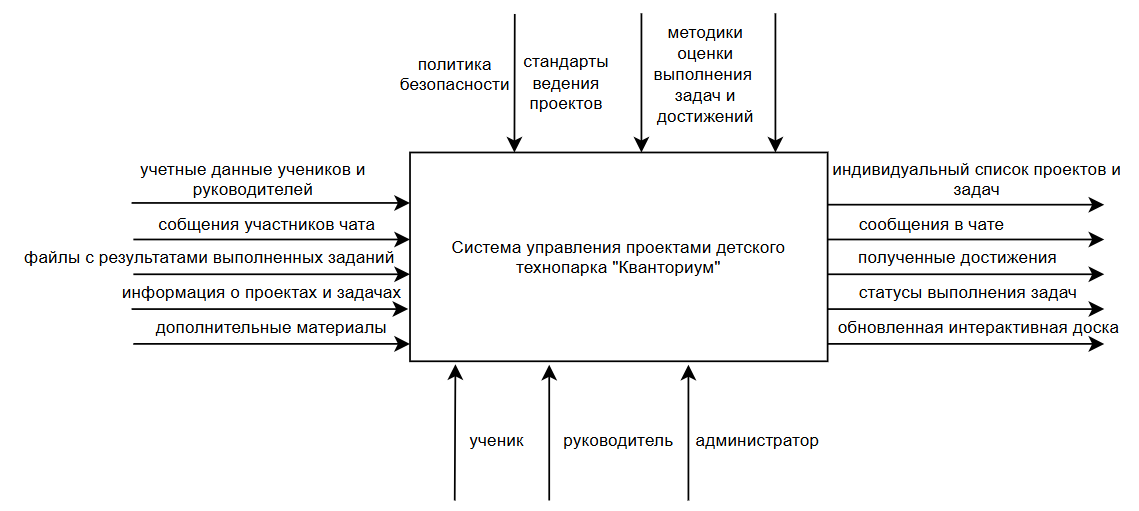 политика
безопасности
стандарты
ведения
проектов
методики
оценки
выполнения
задач и
достижений
учетные данные учеников и
руководителей
собщения участников чата
файлы с результатами выполненных заданий
информация о проектах и задачах
дополнительные материалы
Система управления проектами детского
технопарка "Кванториум"
индивидуальный список проектов и
задач
сообщения в чате
полученные достижения
статусы выполнения задач
обновленная интерактивная доска
ученик
руководитель
администратор